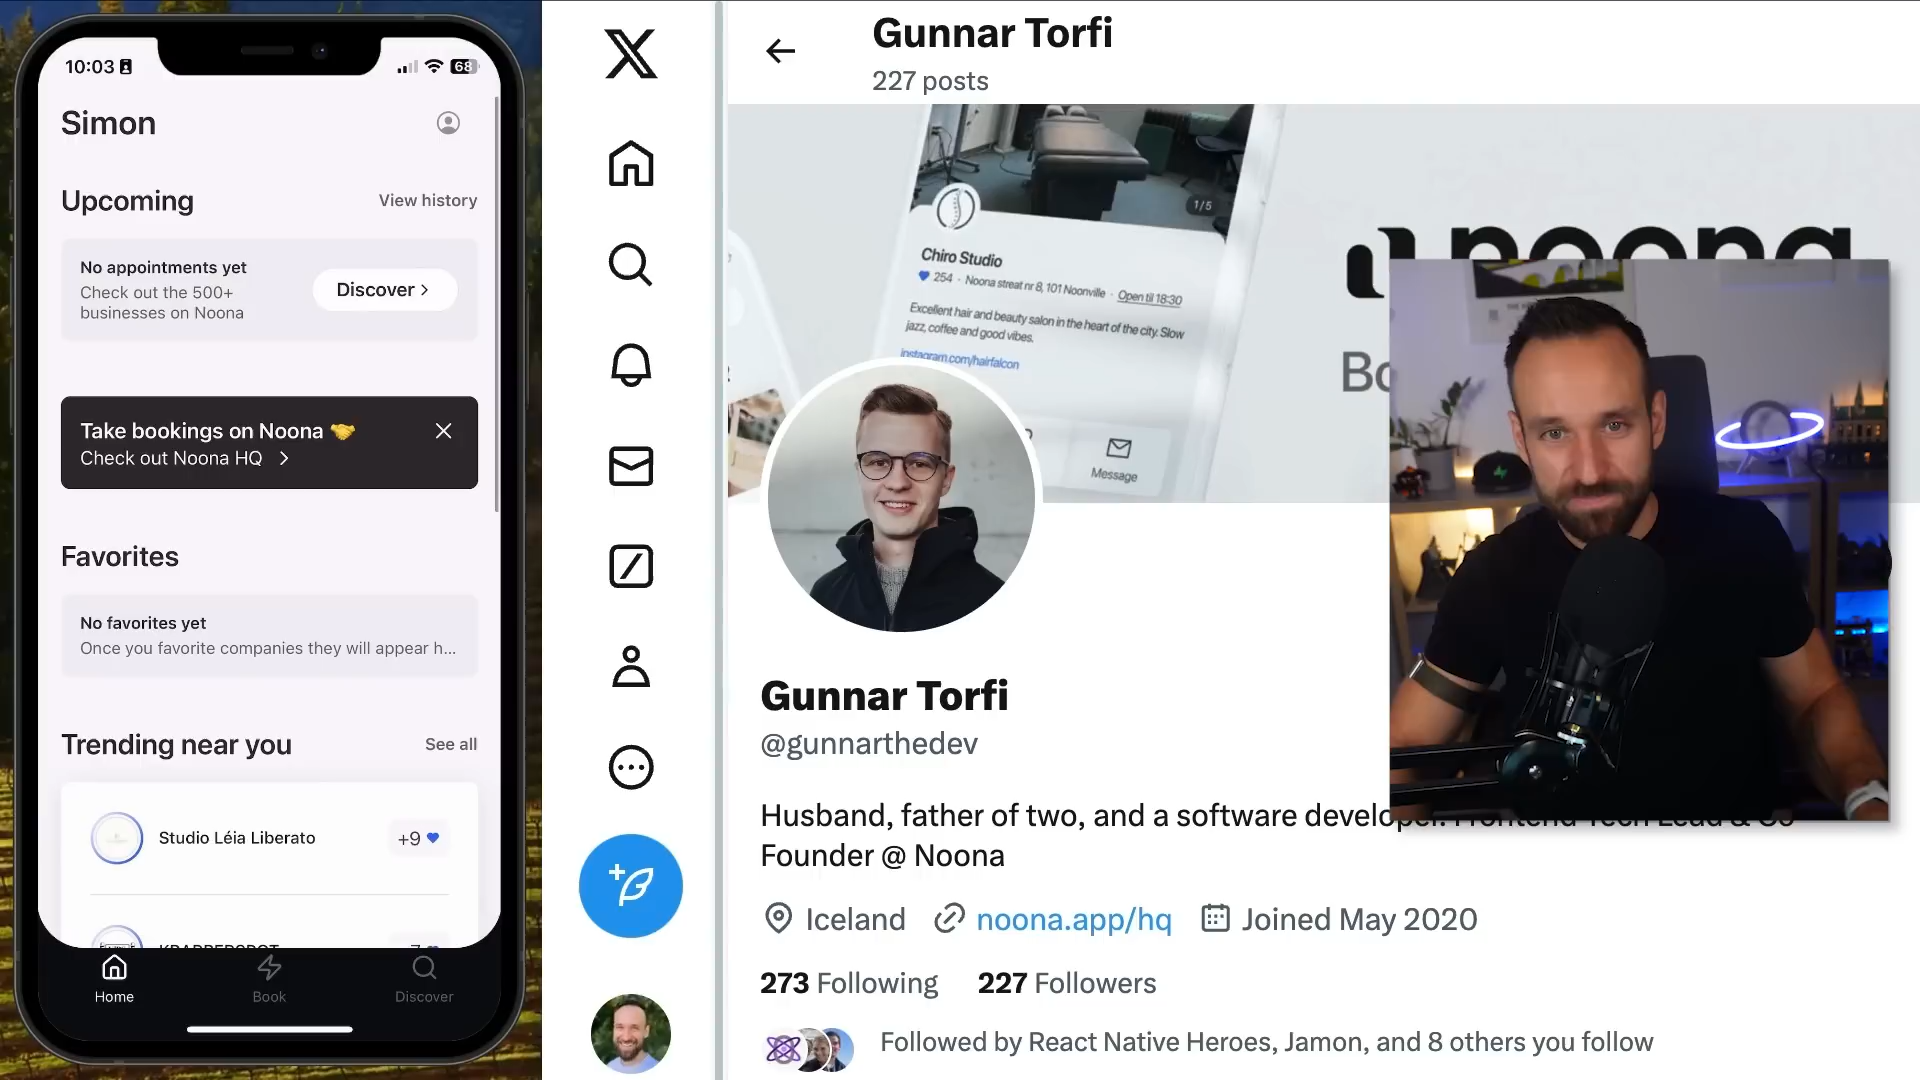 10:03
68
Simon
Upcoming
View history
No appointments yet
Check out the 500+
businesses on Noona
Discover >
Take bookings on Noona 🤝
Check out Noona HQ >
Favorites
No favorites yet
Once you favorite companies they will appear h...
Trending near you
See all
Studio Léia Liberato
+9
Home
Book
Discover
Gunnar Torfi
227 posts
1/5
Chiro Studio
254 · Noona streat nr 8, 101 Noonville · Open til 18:30
Excellent hair and beauty salon in the heart of the city. Slow
jazz, coffee and good vibes.
instagram.com/hairfalcon
Message
noona
Gunnar Torfi
@gunnarthedev
Husband, father of two, and a software developer. Frontend Tech Lead & Co
Founder @ Noona
Iceland
noona.app/hq
Joined May 2020
273 Following
227 Followers
Followed by React Native Heroes, Jamon, and 8 others you follow